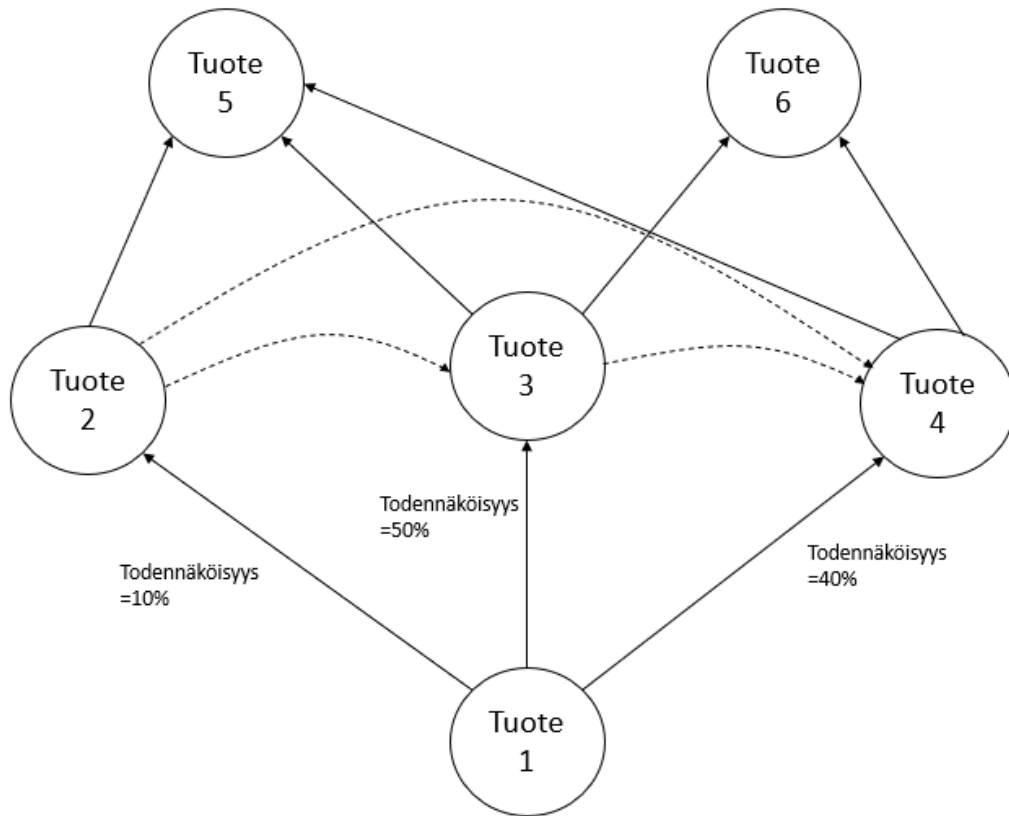 Tuote
5
Tuote
6
Tuote
2
Tuote
3
Tuote
4
Todennäköisyys
=10%
Todennäköisyys
=50%
Todennäköisyys
=40%
Tuote
1